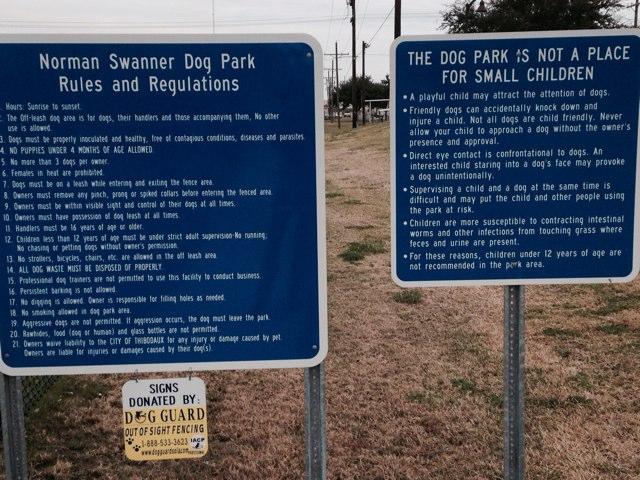 Norman Swanner Dog Park
Rules and Regulations
1. Hours: Sunrise to sunset.
2. The Off-leash dog area is for dogs, their handlers and those accompanying them, No other
use is allowed.
3. Dogs must be properly inoculated and healthy, free of contagious conditions, diseases and parasites.
4. NO PUPPIES UNDER 4 MONTHS OF AGE ALLOWED.
5. No more than 3 dogs per owner.
6. Females in heat are prohibited.
7. Dogs must be on a leash while entering and exiting the fence area.
8. Owners must remove any pinch, prong or spiked collars before entering the fenced area.
9. Owners must be within visible sight and control of their dogs at all times.
10. Owners must have possession of dog leash at all times.
11. Handlers must be 16 years of age or older.
12. Children less than 12 years of age must be under strict adult supervision-No running;
No chasing or petting dogs without owner's permission.
13. No strollers, bicycles, chairs, etc. are allowed in the off leash area.
14. ALL DOG WASTE MUST BE DISPOSED OF PROPERLY.
15. Professional dog trainers are not permitted to use this facility to conduct business.
16. Persistent barking is not allowed.
17. No digging is allowed. Owner is responsible for filling holes as needed.
18. No smoking allowed in dog park area.
19. Aggressive dogs are not permitted. If aggression occurs, the dog must leave the park.
20. Rawhides, food (dog or human) and glass bottles are not permitted.
21. Owners waive liability to the CITY OF THIBODAUX for any injury or damage caused by pet.
Owners are liable for injuries or damages caused by their dog(s).
SIGNS
DONATED BY:
DOG GUARD
OUT OF SIGHT FENCING
1-888-533-3623 IACP
www.dogguardsola.com
THE DOG PARK IS NOT A PLACE
FOR SMALL CHILDREN
• A playful child may attract the attention of dogs.
• Friendly dogs can accidentally knock down and
injure a child. Not all dogs are child friendly. Never
allow your child to approach a dog without the owner's
presence and approval.
• Direct eye contact is confrontational to dogs. An
interested child staring into a dog's face may provoke
a dog unintentionally.
• Supervising a child and a dog at the same time is
difficult and may put the child and other people using
the park at risk.
• Children are more susceptible to contracting intestinal
worms and other infections from touching grass where
feces and urine are present.
• For these reasons, children under 12 years of age are
not recommended in the park area.